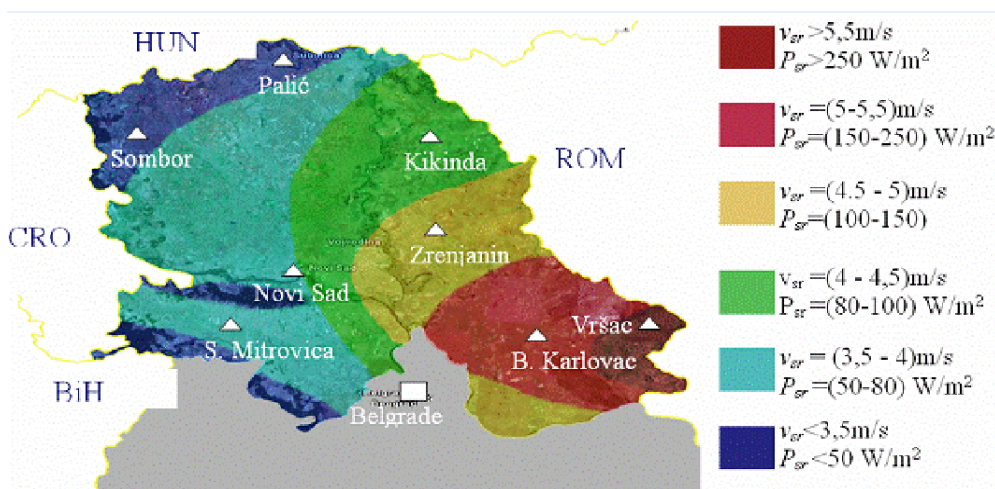 HUN
Palić
Sombor
Kikinda
ROM
CRO
Vojvodina
Zrenjanin
Novi Sad
Novi Sad
Vršac
S. Mitrovica
B. Karlovac
BiH
Belgrade
vsr >5,5m/s
Psr>250 W/m²
vsr =(5-5,5)m/s
Psr=(150-250) W/m²
vsr =(4.5 - 5)m/s
Psr=(100-150)
vsr =(4 - 4,5)m/s
Psr=(80-100) W/m²
vsr = (3,5 - 4)m/s
Psr=(50-80) W/m²
vsr<3,5m/s
Psr<50 W/m²